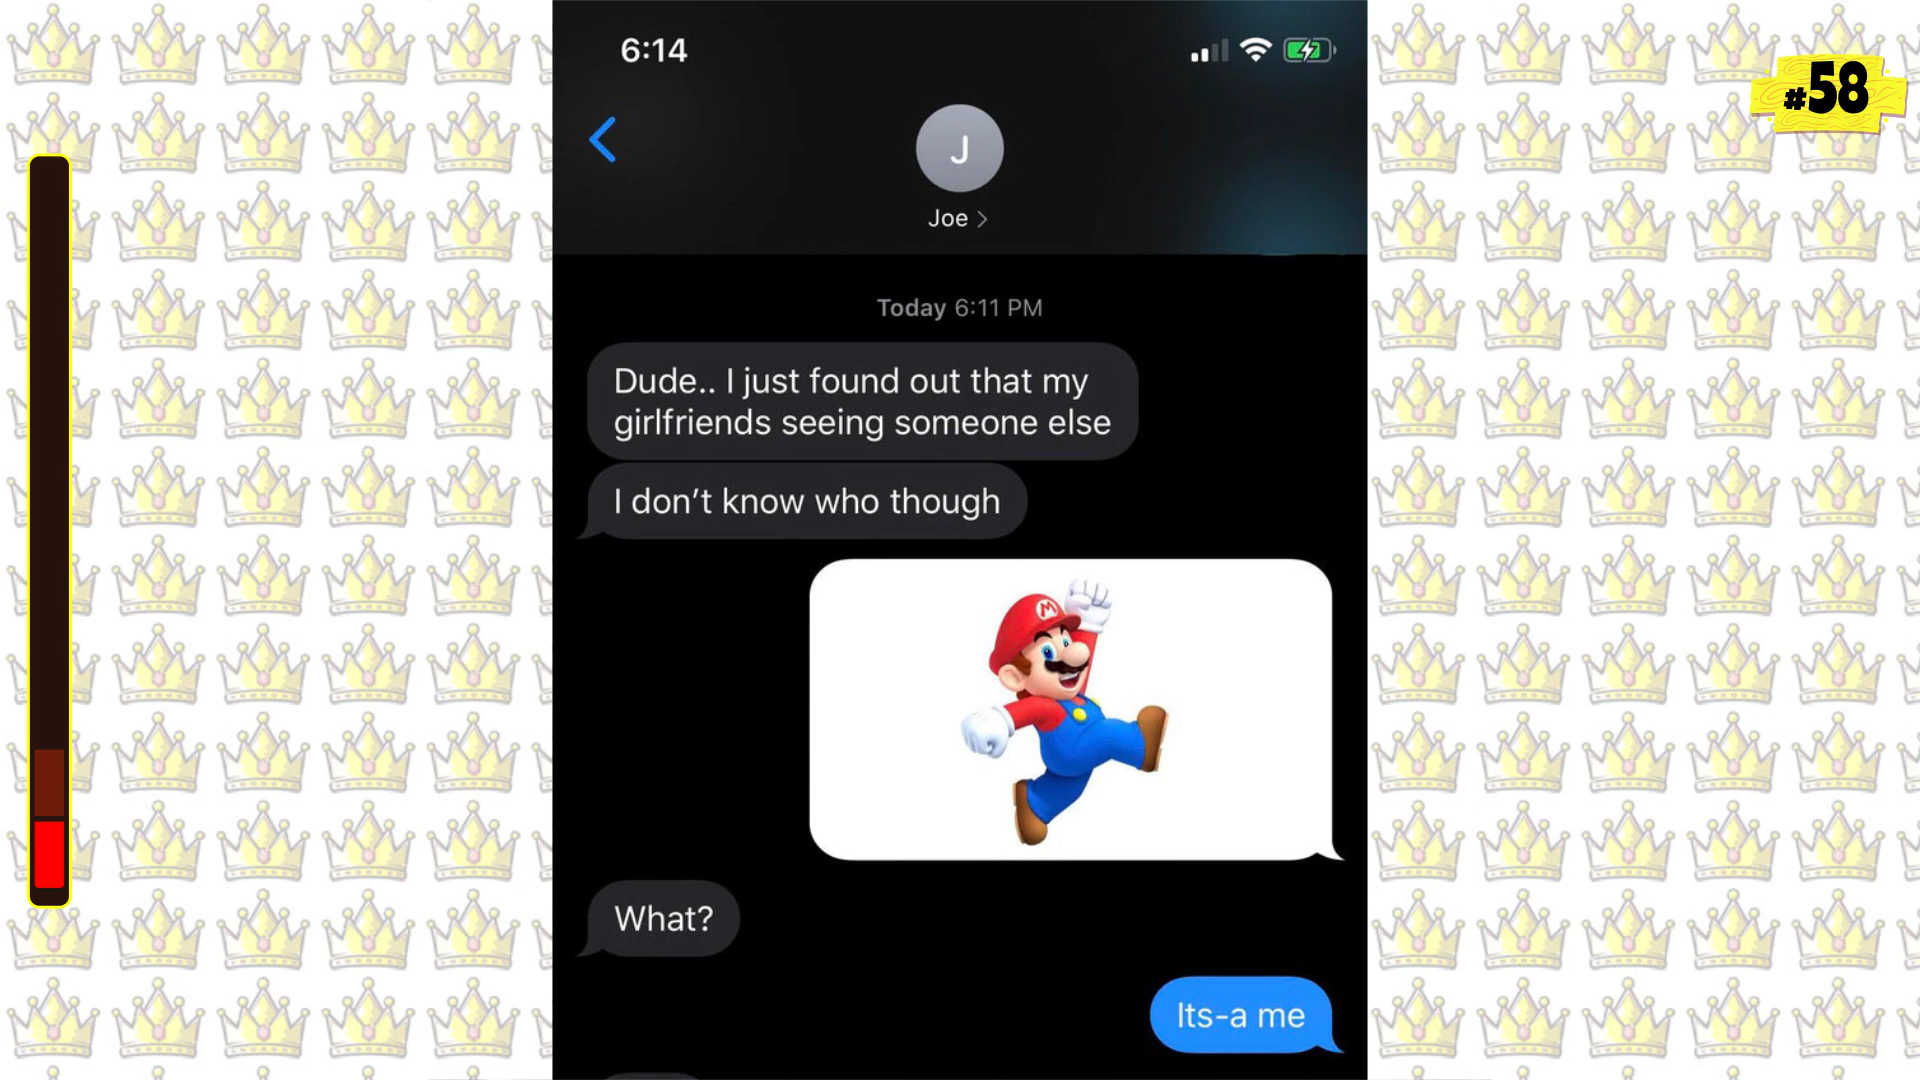 6:14
#58
J
Joe
Today 6:11 PM
Dude.. I just found out that my
girlfriends seeing someone else
I don’t know who though
M
What?
Its-a me